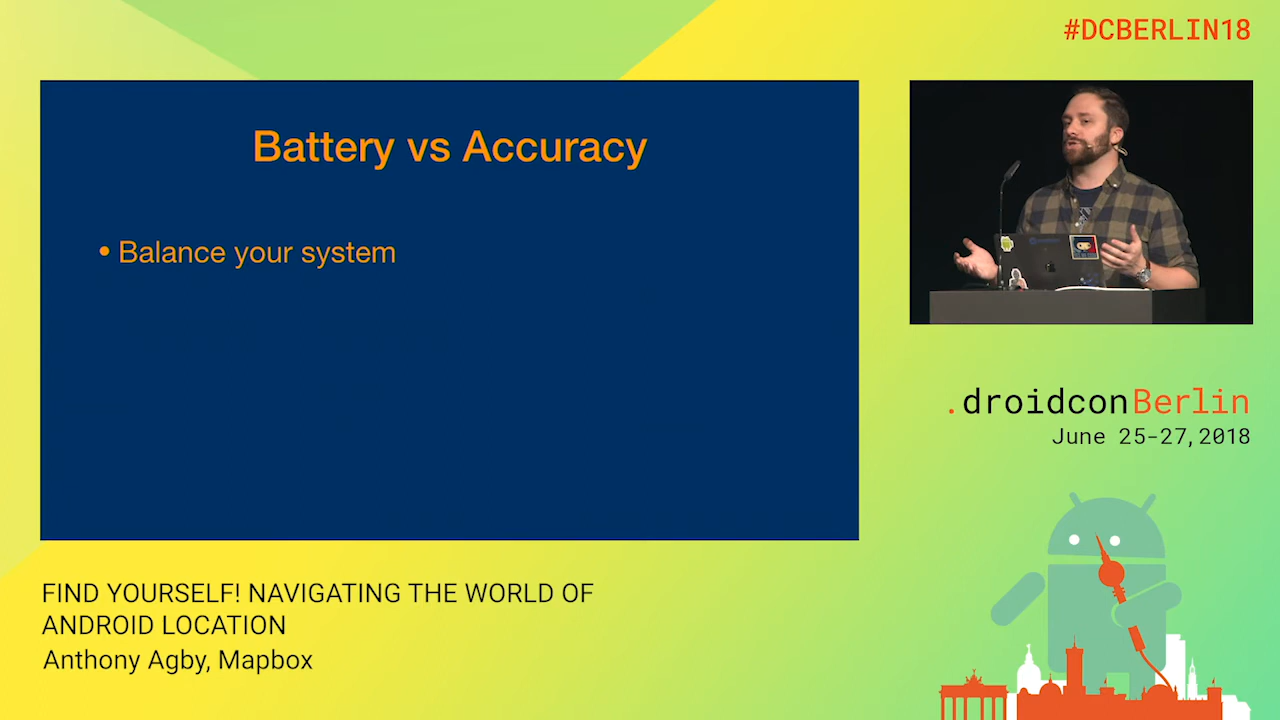 #DCBERLIN18
Battery vs Accuracy
• Balance your system
.droidconBerlin
June 25-27,2018
FIND YOURSELF! NAVIGATING THE WORLD OF
ANDROID LOCATION
Anthony Agby, Mapbox